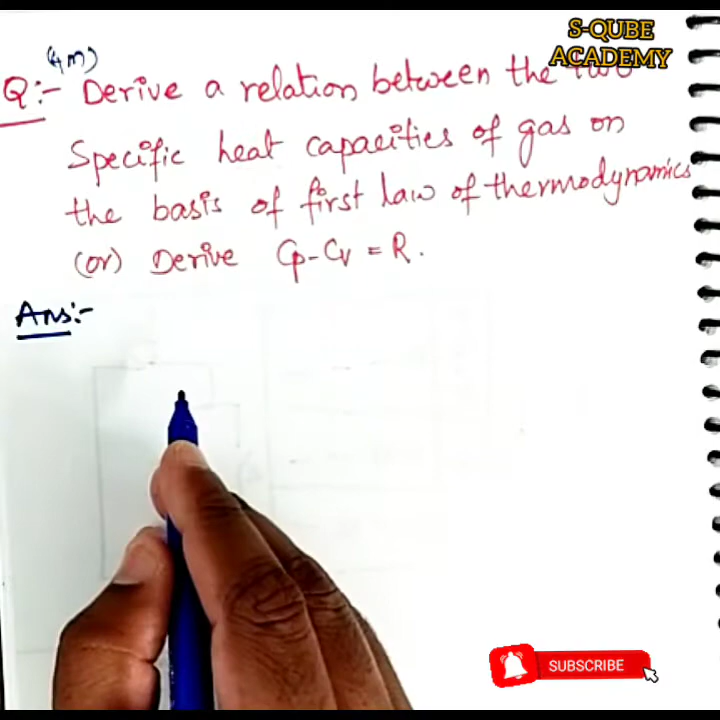 S-QUBE
ACADEMY
(4m)
Q:- Derive a relation between the two
Specific heat capacities of gas on
the basis of first law of thermodynamics
(or) Derive Cp-Cv = R.
Ans:-
SUBSCRIBE